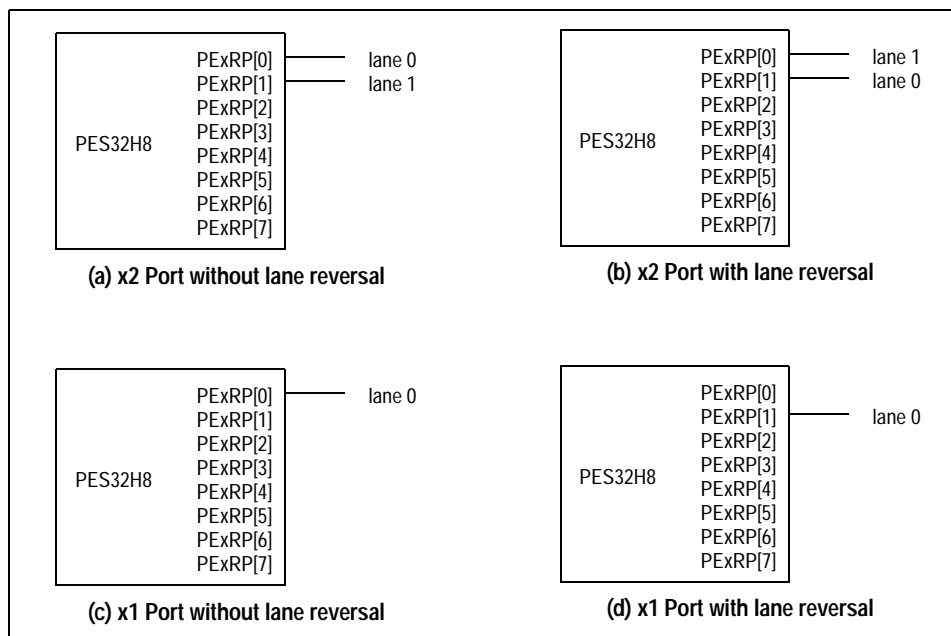 PExRP[0] lane 0
PExRP[1] lane 1
PExRP[2]
PExRP[3]
PES32H8
PExRP[4]
PExRP[5]
PExRP[6]
PExRP[7]
(a) x2 Port without lane reversal
PExRP[0] lane 1
PExRP[1] lane 0
PExRP[2]
PExRP[3]
PES32H8
PExRP[4]
PExRP[5]
PExRP[6]
PExRP[7]
(b) x2 Port with lane reversal
PExRP[0] lane 0
PExRP[1]
PExRP[2]
PExRP[3]
PES32H8
PExRP[4]
PExRP[5]
PExRP[6]
PExRP[7]
(c) x1 Port without lane reversal
PExRP[0]
PExRP[1] lane 0
PExRP[2]
PExRP[3]
PES32H8
PExRP[4]
PExRP[5]
PExRP[6]
PExRP[7]
(d) x1 Port with lane reversal